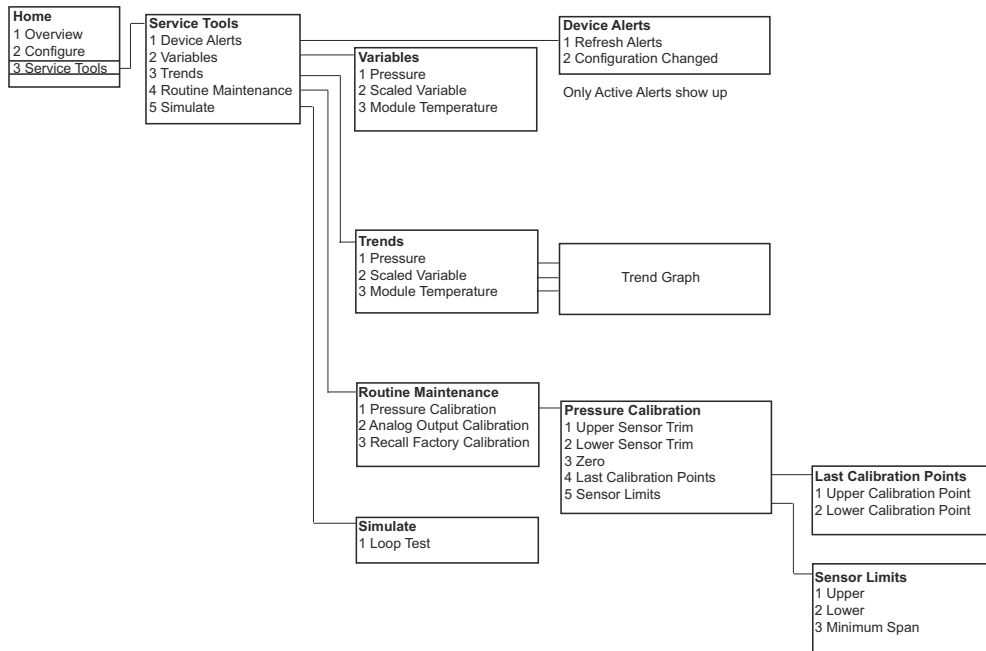 Home
1 Overview
2 Configure
3 Service Tools
Service Tools
1 Device Alerts
2 Variables
3 Trends
4 Routine Maintenance
5 Simulate
Device Alerts
1 Refresh Alerts
2 Configuration Changed
Only Active Alerts show up
Variables
1 Pressure
2 Scaled Variable
3 Module Temperature
Trends
1 Pressure
2 Scaled Variable
3 Module Temperature
Trend Graph
Routine Maintenance
1 Pressure Calibration
2 Analog Output Calibration
3 Recall Factory Calibration
Pressure Calibration
1 Upper Sensor Trim
2 Lower Sensor Trim
3 Zero
4 Last Calibration Points
5 Sensor Limits
Last Calibration Points
1 Upper Calibration Point
2 Lower Calibration Point
Simulate
1 Loop Test
Sensor Limits
1 Upper
2 Lower
3 Minimum Span